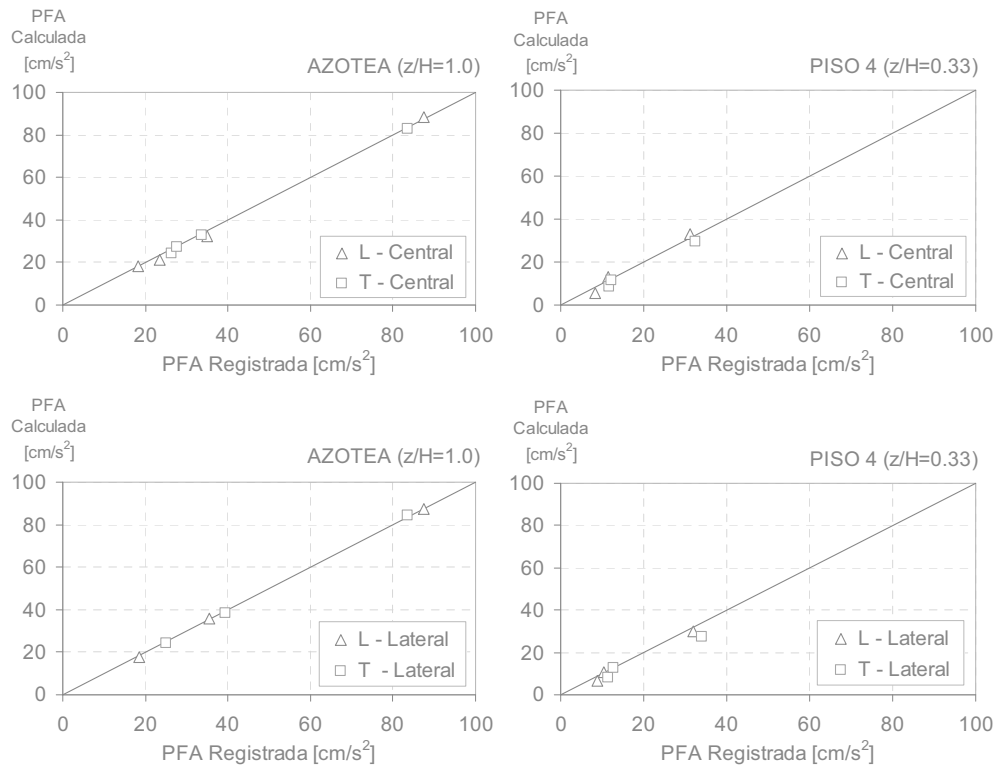 PFA
Calculada
[cm/s²]
AZOTEA (z/H=1.0)
100
80
60
40
20
0
L - Central
T - Central
0 20 40 60 80 100
PFA Registrada [cm/s²]
PFA
Calculada
[cm/s²]
PISO 4 (z/H=0.33)
100
80
60
40
20
0
L - Central
T - Central
0 20 40 60 80 100
PFA Registrada [cm/s²]
PFA
Calculada
[cm/s²]
AZOTEA (z/H=1.0)
100
80
60
40
20
0
L - Lateral
T - Lateral
0 20 40 60 80 100
PFA Registrada [cm/s²]
PFA
Calculada
[cm/s²]
PISO 4 (z/H=0.33)
100
80
60
40
20
0
L - Lateral
T - Lateral
0 20 40 60 80 100
PFA Registrada [cm/s²]